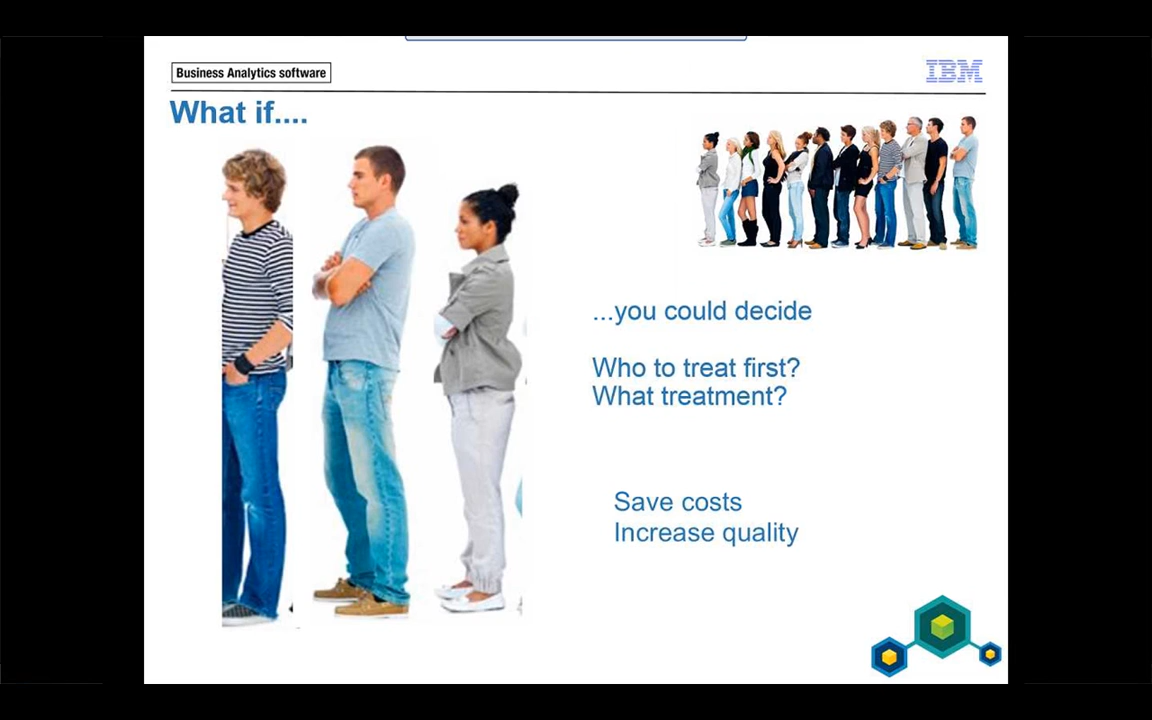 Business Analytics software
IBM
What if....
...you could decide
Who to treat first?
What treatment?
Save costs
Increase quality